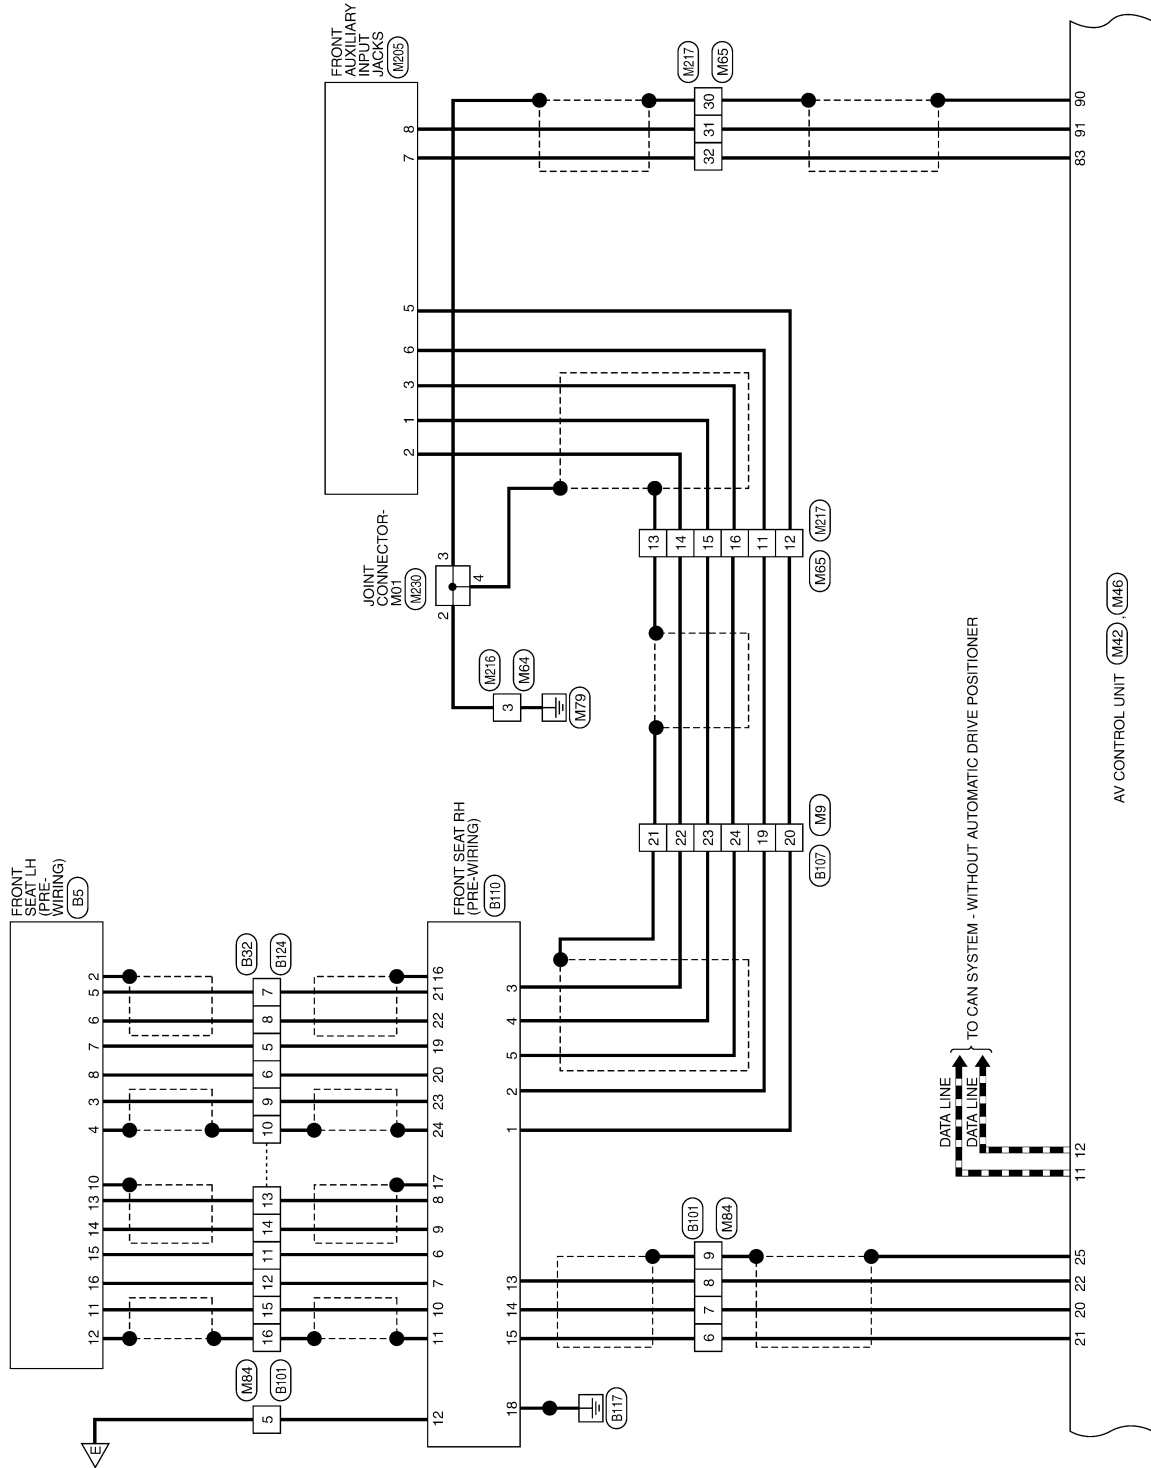 FRONT
AUXILIARY
INPUT
JACKS
M205
8
7
5
6
3
1
2
M217
M65
30
31
32
90
91
83
JOINT
CONNECTOR-
M01
M230
3
4
2
M216
M64
3
M79
13
14
15
16
11
12
M217
M65
21
22
23
24
19
20
M9
B107
FRONT
SEAT LH
(PRE-
WIRING)
B5
2
5
6
7
8
3
4
10
13
14
15
16
11
12
B32
B124
7
8
5
6
9
10
13
14
11
12
15
16
M84
B101
5
E
FRONT SEAT RH
(PRE-WIRING)
B110
16
21
22
19
20
23
24
17
8
9
6
7
10
11
12
3
4
5
2
1
13
14
15
18
B117
B101
M84
9
8
7
6
25
22
20
21
DATA LINE
DATA LINE
TO CAN SYSTEM - WITHOUT AUTOMATIC DRIVE POSITIONER
12
11
AV CONTROL UNIT M42 , M46